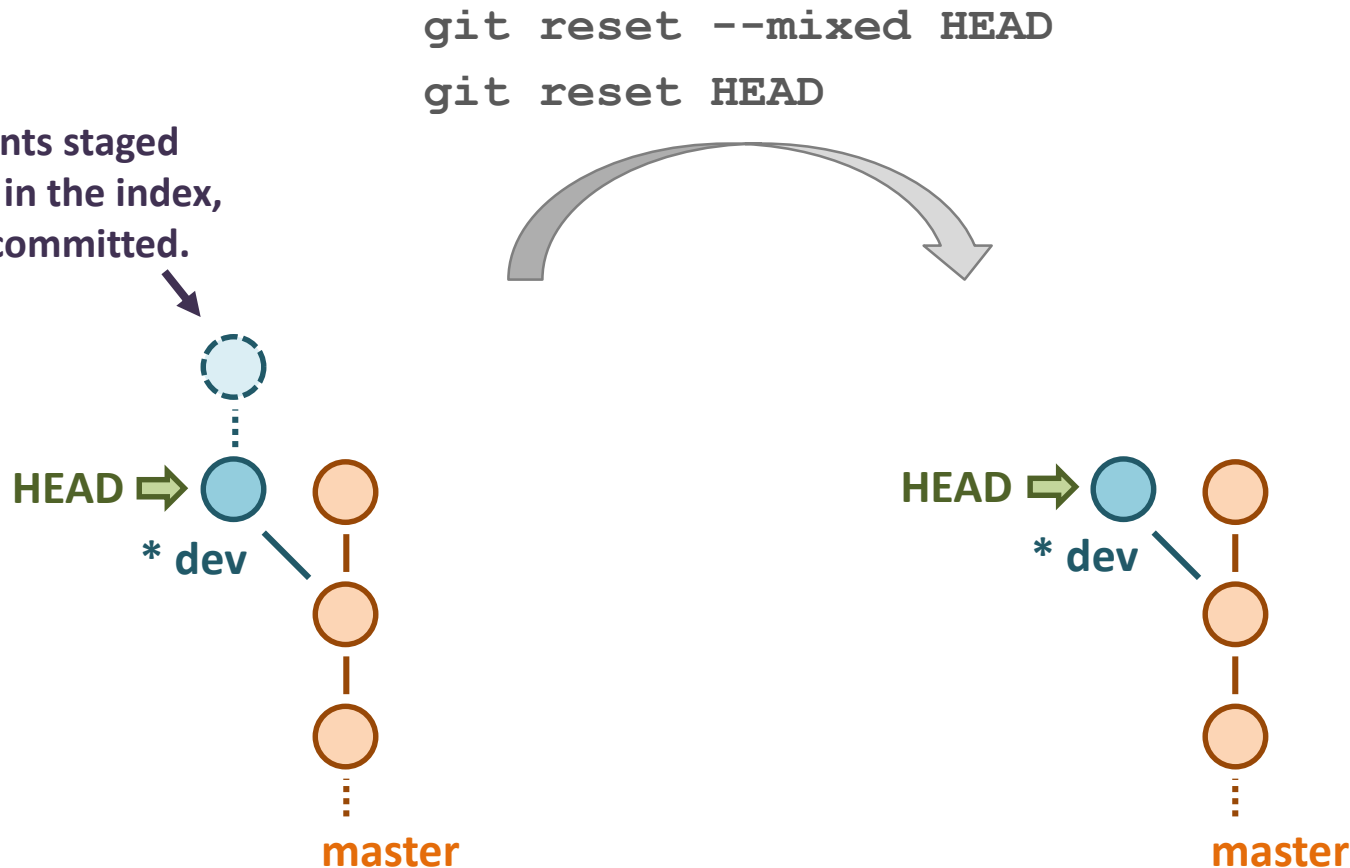 git reset --mixed HEAD
git reset HEAD
nts staged
in the index,
committed.
HEAD
* dev
master
HEAD
* dev
master